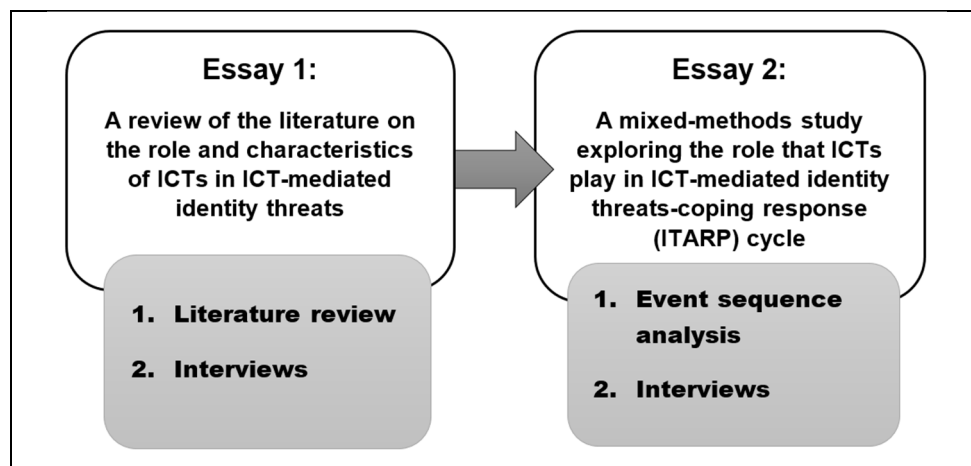 Essay 1:
A review of the literature on
the role and characteristics
of ICTs in ICT-mediated
identity threats
1. Literature review
2. Interviews
Essay 2:
A mixed-methods study
exploring the role that ICTs
play in ICT-mediated identity
threats-coping response
(ITARP) cycle
1. Event sequence
analysis
2. Interviews